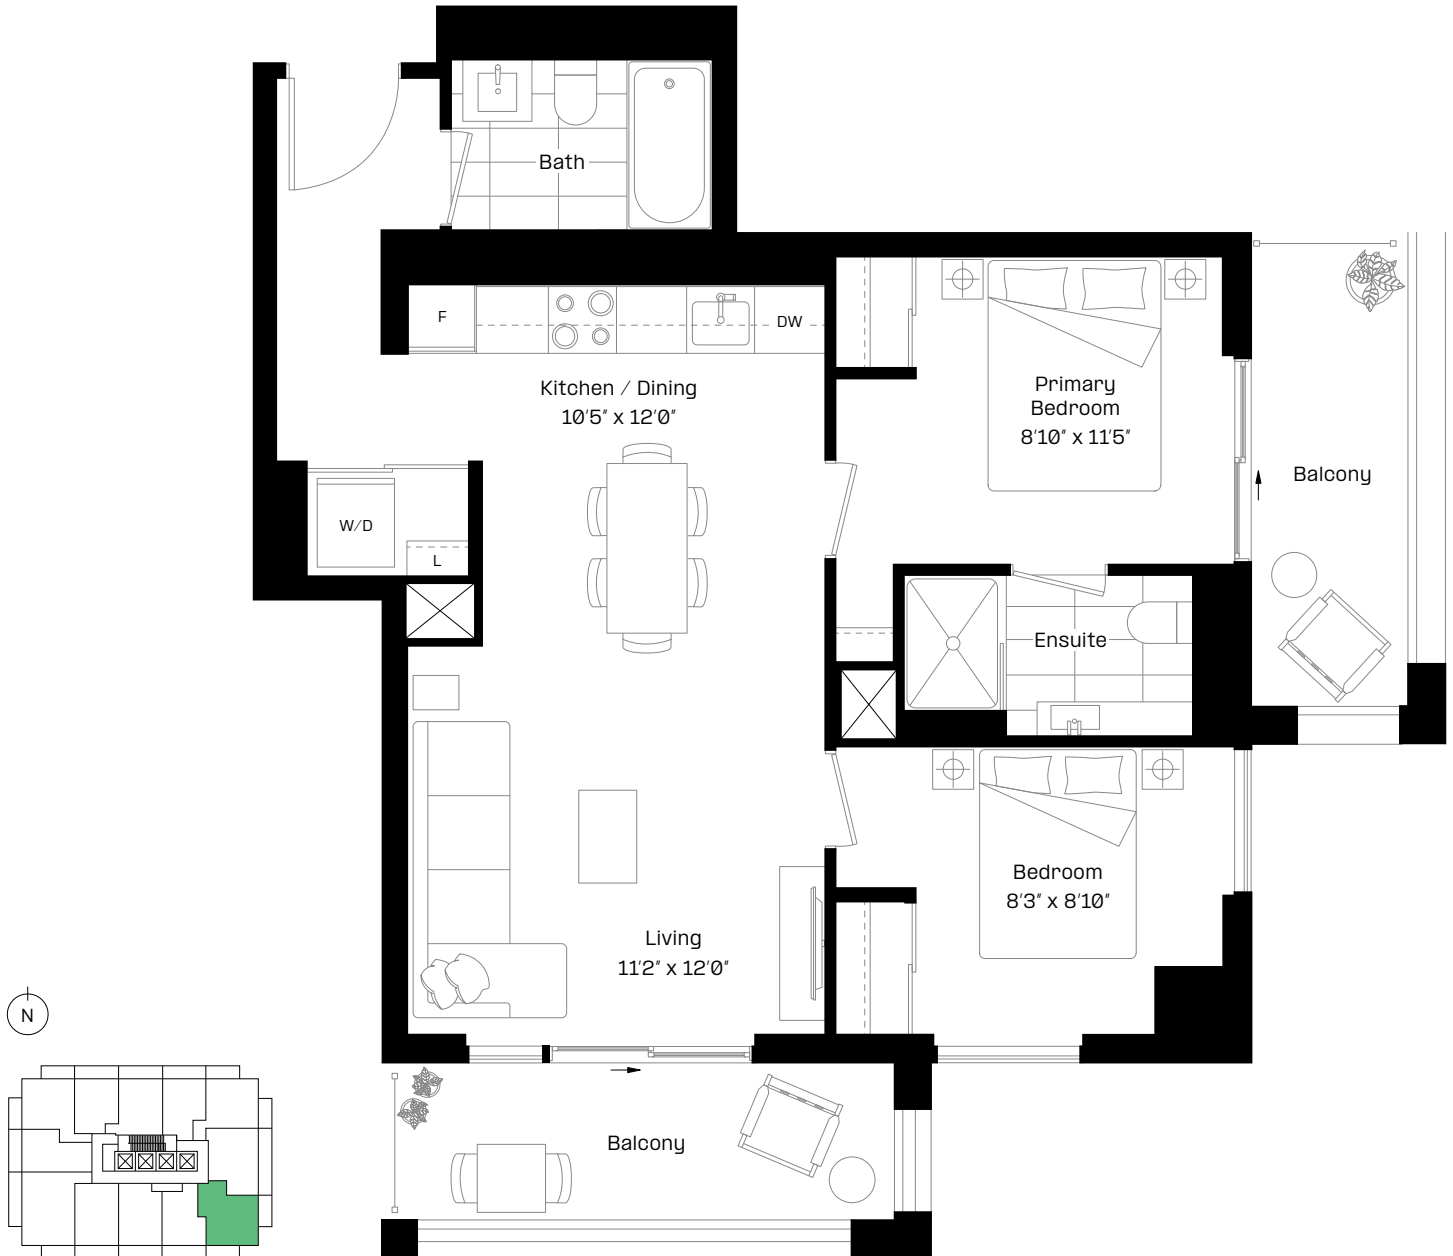 Bath
F
DW
Kitchen / Dining
10'5" x 12'0"
Primary
Bedroom
8'10" x 11'5"
Balcony
W/D
L
Ensuite
Bedroom
8'3" x 8'10"
Living
11'2" x 12'0"
N
Balcony